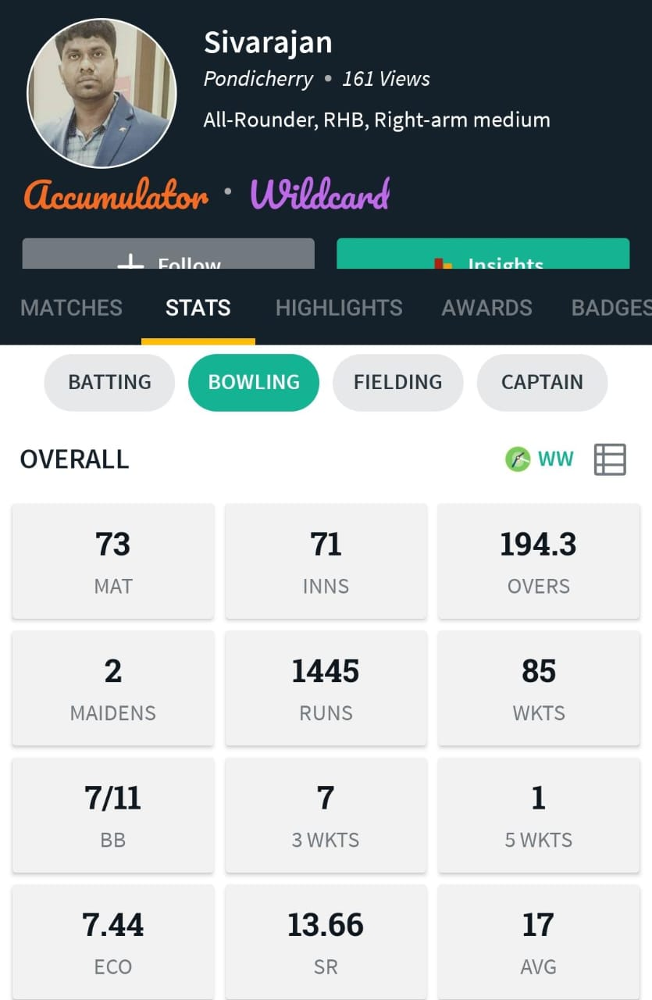 Sivarajan
Pondicherry • 161 Views
All-Rounder, RHB, Right-arm medium
Accumulator • Wildcard
+ Follow
Insights
MATCHES STATS HIGHLIGHTS AWARDS BADGES
BATTING BOWLING FIELDING CAPTAIN
OVERALL WW
73 71 194.3
MAT INNS OVERS
2 1445 85
MAIDENS RUNS WKTS
7/11 7 1
BB 3 WKTS 5 WKTS
7.44 13.66 17
ECO SR AVG